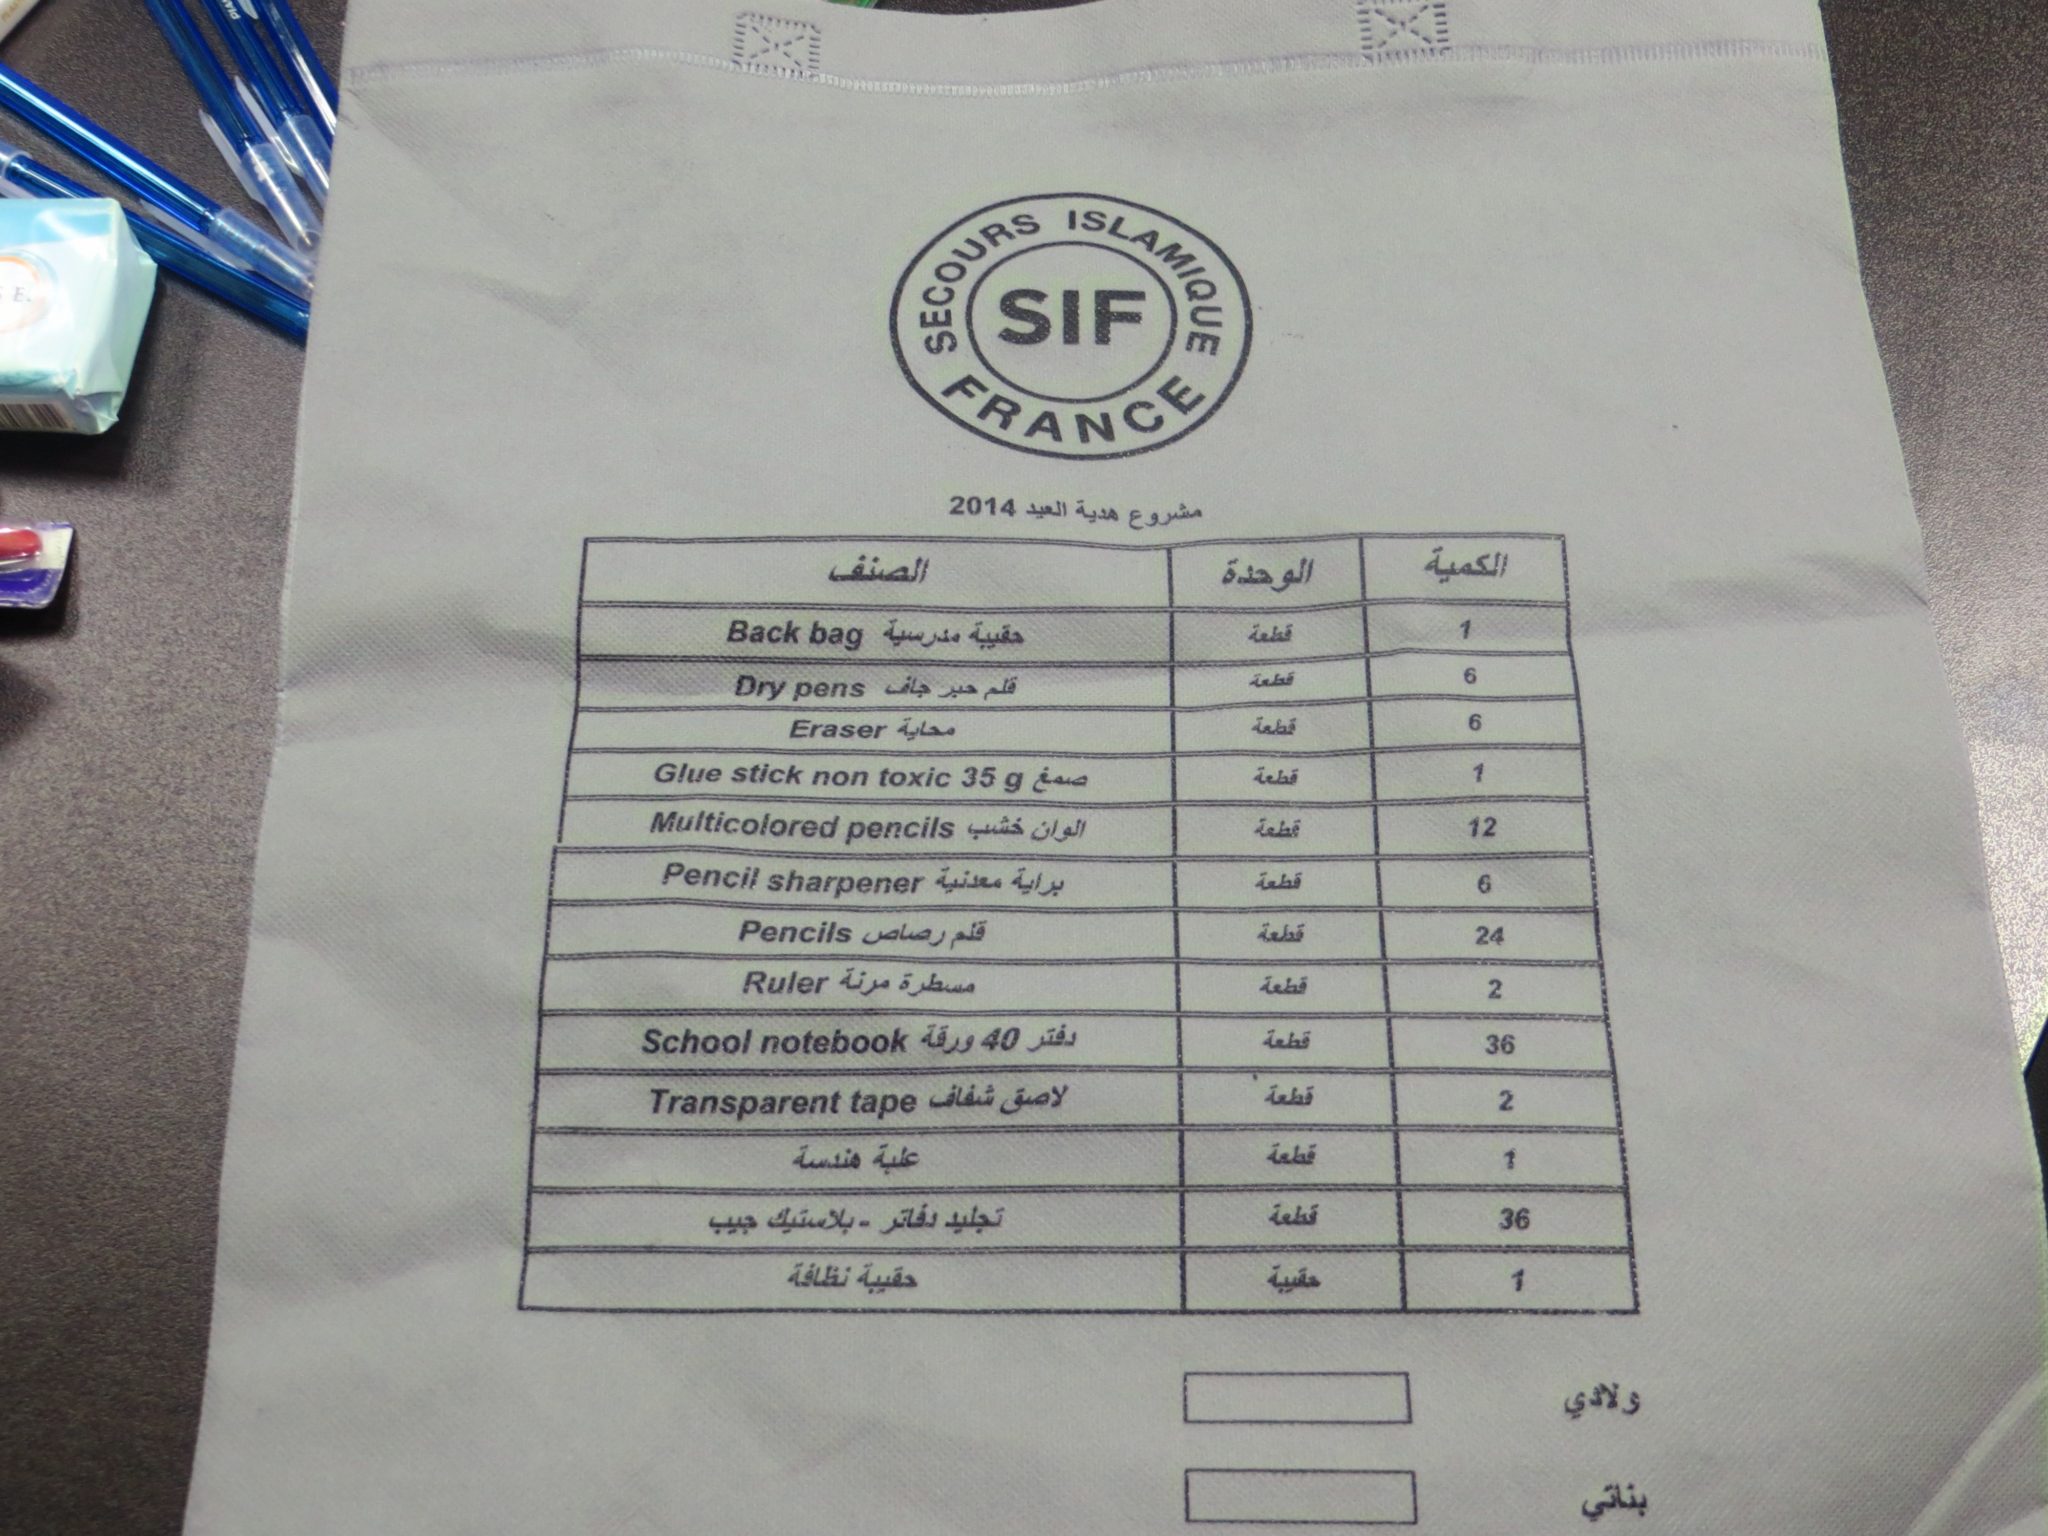 SECOURS ISLAMIQUE
SIF
FRANCE
مشروع هدية العيد 2014
الصنف الوحدة الكمية
Back bag حقيبة مدرسية قطعة 1
Dry pens قلم حبر جاف قطعة 6
Eraser محاية قطعة 6
Glue stick non toxic 35 g صمغ قطعة 1
Multicolored pencils الوان خشب قطعة 12
Pencil sharpener براية معدنية قطعة 6
Pencils قلم رصاص قطعة 24
Ruler مسطرة مرنة قطعة 2
School notebook دفتر 40 ورقة قطعة 36
Transparent tape لاصق شفاف قطعة 2
علبة هندسة قطعة 1
تجليد دفاتر - بلاستيك جيب قطعة 36
حقيبة نظافة حقيبة 1
ولادي
بناتي